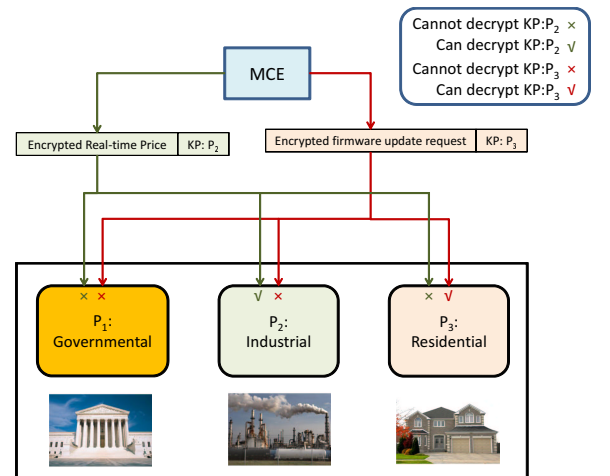 Cannot decrypt KP:P₂ ×
Can decrypt KP:P₂ √
Cannot decrypt KP:P₃ ×
Can decrypt KP:P₃ √
MCE
Encrypted Real-time Price KP: P₂
Encrypted firmware update request KP: P₃
× ×
√ ×
× √
P₁:
Governmental
P₂:
Industrial
P₃:
Residential